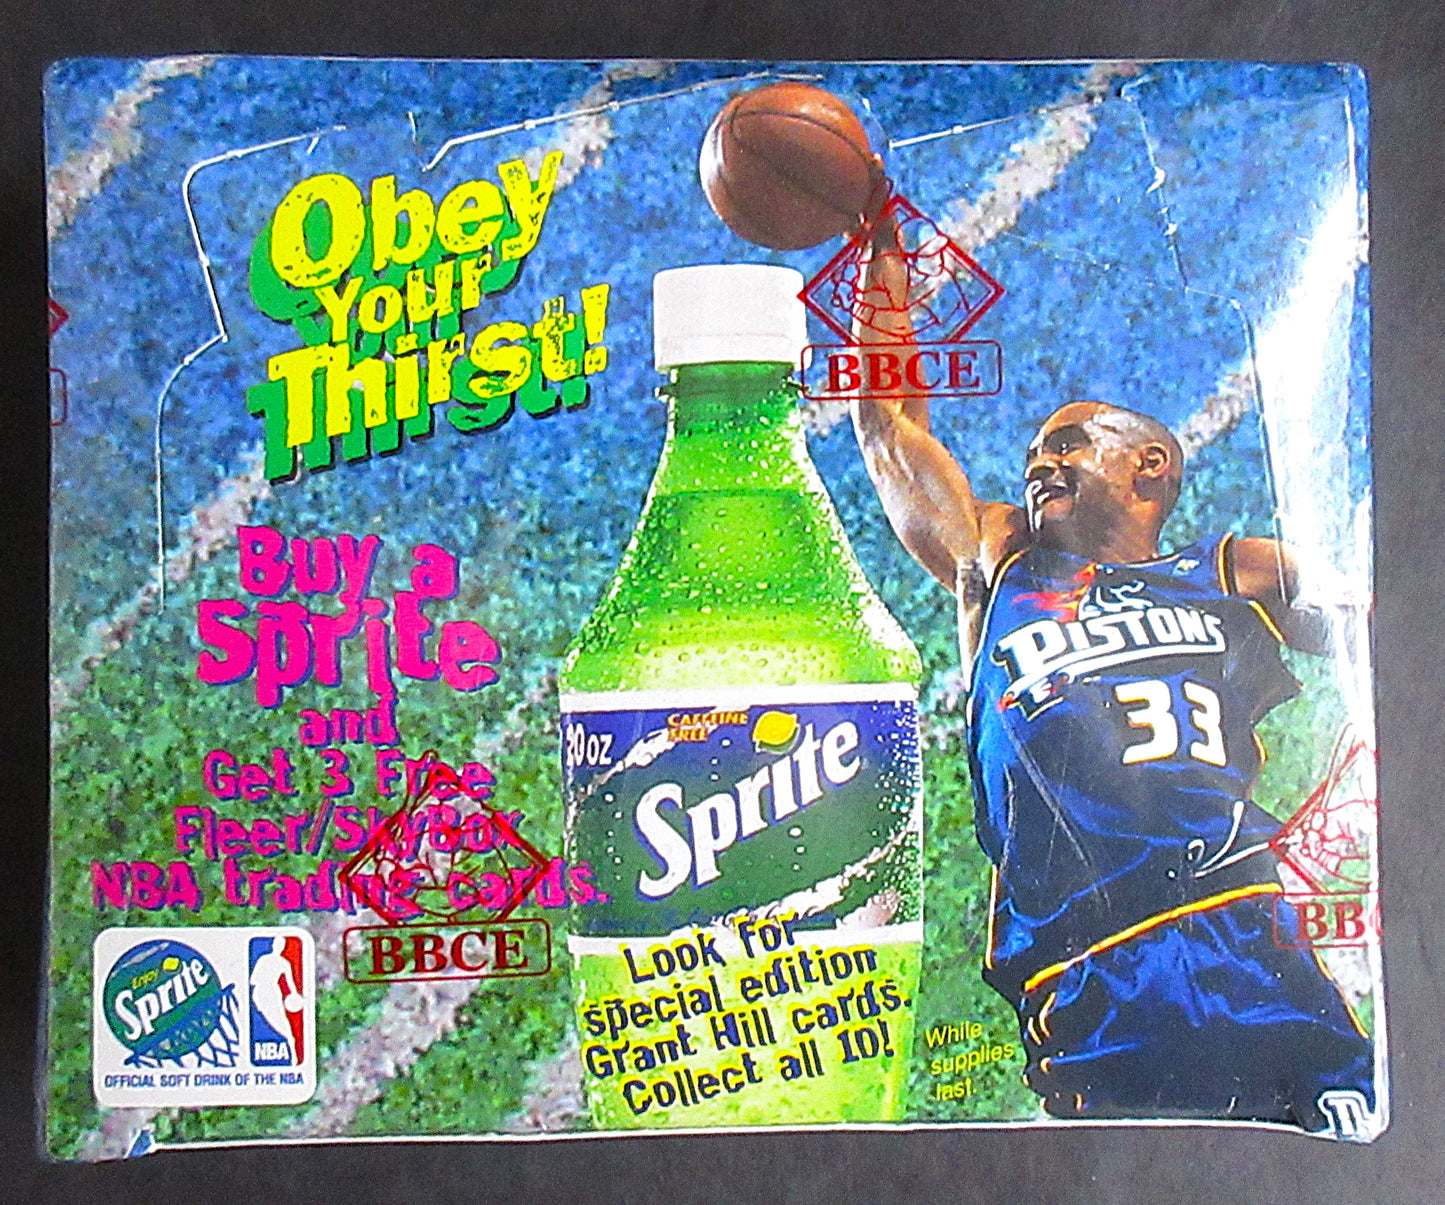 Obey
Your
Thirst!
BBCE
Buy a
Sprite
and
Get 3 Free
Fleer/SkyBox
NBA trading cards.
BBCE
PISTONS
33
20 OZ
CAFFEINE
FREE
Sprite
Look for
special edition
Grant Hill cards.
Collect all 10!
While
supplies
last.
BB
Enjoy
Sprite
NBA
OFFICIAL SOFT DRINK OF THE NBA